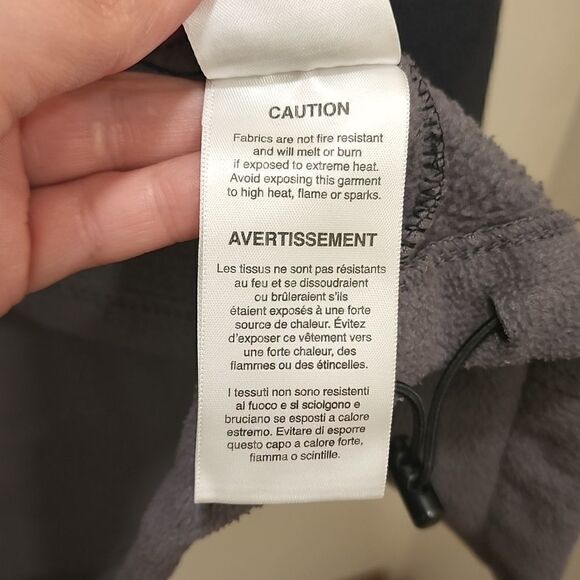 CAUTION
Fabrics are not fire resistant
and will melt or burn
if exposed to extreme heat.
Avoid exposing this garment
to high heat, flame or sparks.
AVERTISSEMENT
Les tissus ne sont pas résistants
au feu et se dissoudraient
ou brûleraient s'ils
étaient exposés à une forte
source de chaleur. Évitez
d'exposer ce vêtement vers
une forte chaleur, des
flammes ou des étincelles.
I tessuti non sono resistenti
al fuoco e si sciolgono e
bruciano se esposti a calore
estremo. Evitare di esporre
questo capo a calore forte,
fiamma o scintille.